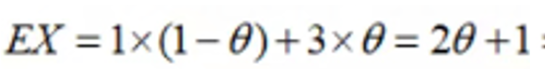 EX = 1×(1−θ)+3×θ = 2θ+1